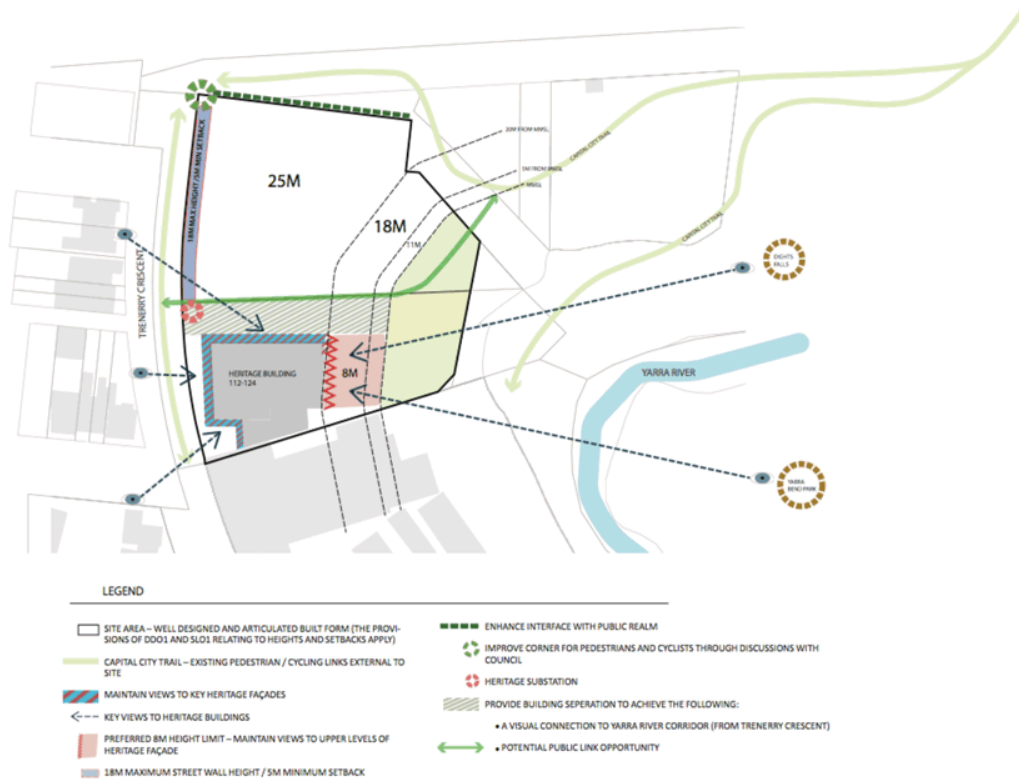 20M FROM MNSL
CAPITAL CITY TRAIL
5M FROM MNSL
MNSL
18M MAX HEIGHT/5M MIN SETBACK
25M
18M
11M
CAPITAL CITY TRAIL
DIGHTS
FALLS
TRENERRY CRESCENT
HERITAGE BUILDING
112-124
8M
YARRA RIVER
YARRA
BEND PARK
LEGEND
SITE AREA – WELL DESIGNED AND ARTICULATED BUILT FORM (THE PROVI-
SIONS OF DDO1 AND SLO1 RELATING TO HEIGHTS AND SETBACKS APPLY)
CAPITAL CITY TRAIL – EXISTING PEDESTRIAN / CYCLING LINKS EXTERNAL TO
SITE
MAINTAIN VIEWS TO KEY HERITAGE FAÇADES
KEY VIEWS TO HERITAGE BUILDINGS
PREFERRED 8M HEIGHT LIMIT – MAINTAIN VIEWS TO UPPER LEVELS OF
HERITAGE FAÇADE
18M MAXIMUM STREET WALL HEIGHT / 5M MINIMUM SETBACK
ENHANCE INTERFACE WITH PUBLIC REALM
IMPROVE CORNER FOR PEDESTRIANS AND CYCLISTS THROUGH DISCUSSIONS WITH
COUNCIL
HERITAGE SUBSTATION
PROVIDE BUILDING SEPERATION TO ACHIEVE THE FOLLOWING:
• A VISUAL CONNECTION TO YARRA RIVER CORRIDOR (FROM TRENERRY CRESCENT)
• POTENTIAL PUBLIC LINK OPPORTUNITY